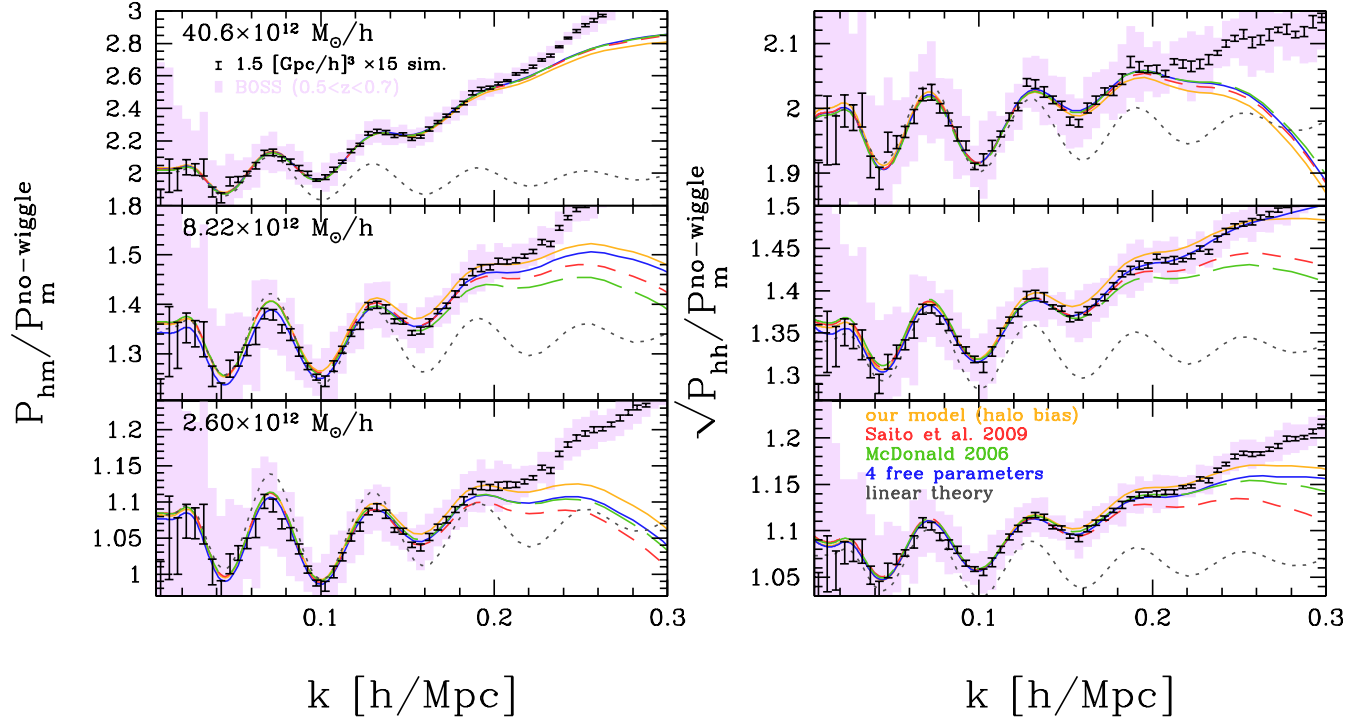 40.6×10¹² M⊙/h
1.5 [Gpc/h]³ ×15 sim.
BOSS (0.5<z<0.7)
3
2.8
2.6
2.4
2.2
2
1.8
8.22×10¹² M⊙/h
1.5
1.4
1.3
2.60×10¹² M⊙/h
1.2
1.15
1.1
1.05
1
0.1
0.2
0.3
k [h/Mpc]
P_hm/P_m^no-wiggle
2.1
2
1.9
1.5
1.45
1.4
1.35
1.3
our model (halo bias)
Saito et al. 2009
McDonald 2006
4 free parameters
linear theory
1.2
1.15
1.1
1.05
0.1
0.2
0.3
k [h/Mpc]
√P_hh/P_m^no-wiggle